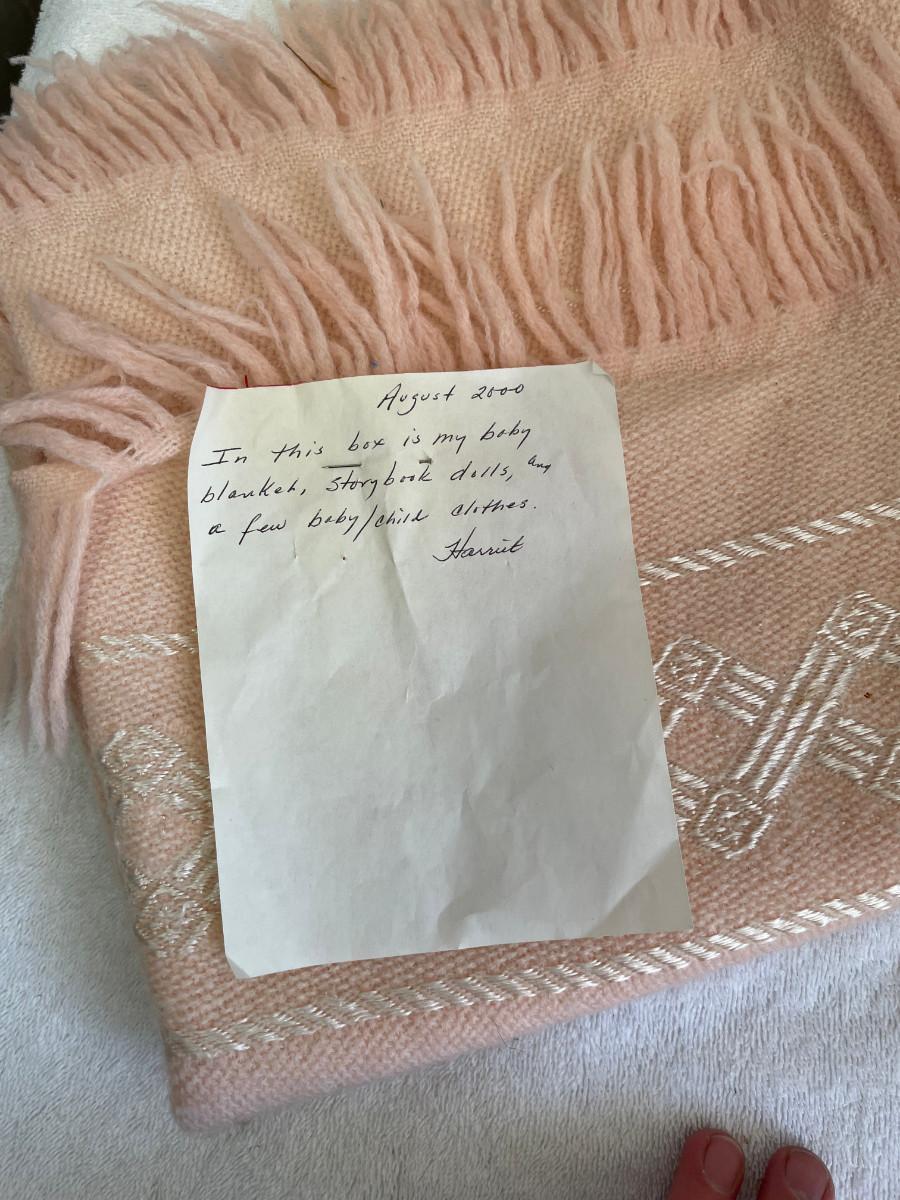 August 2000
In this box is my baby
blanket, storybook dolls, and
a few baby/child clothes.
Harriet